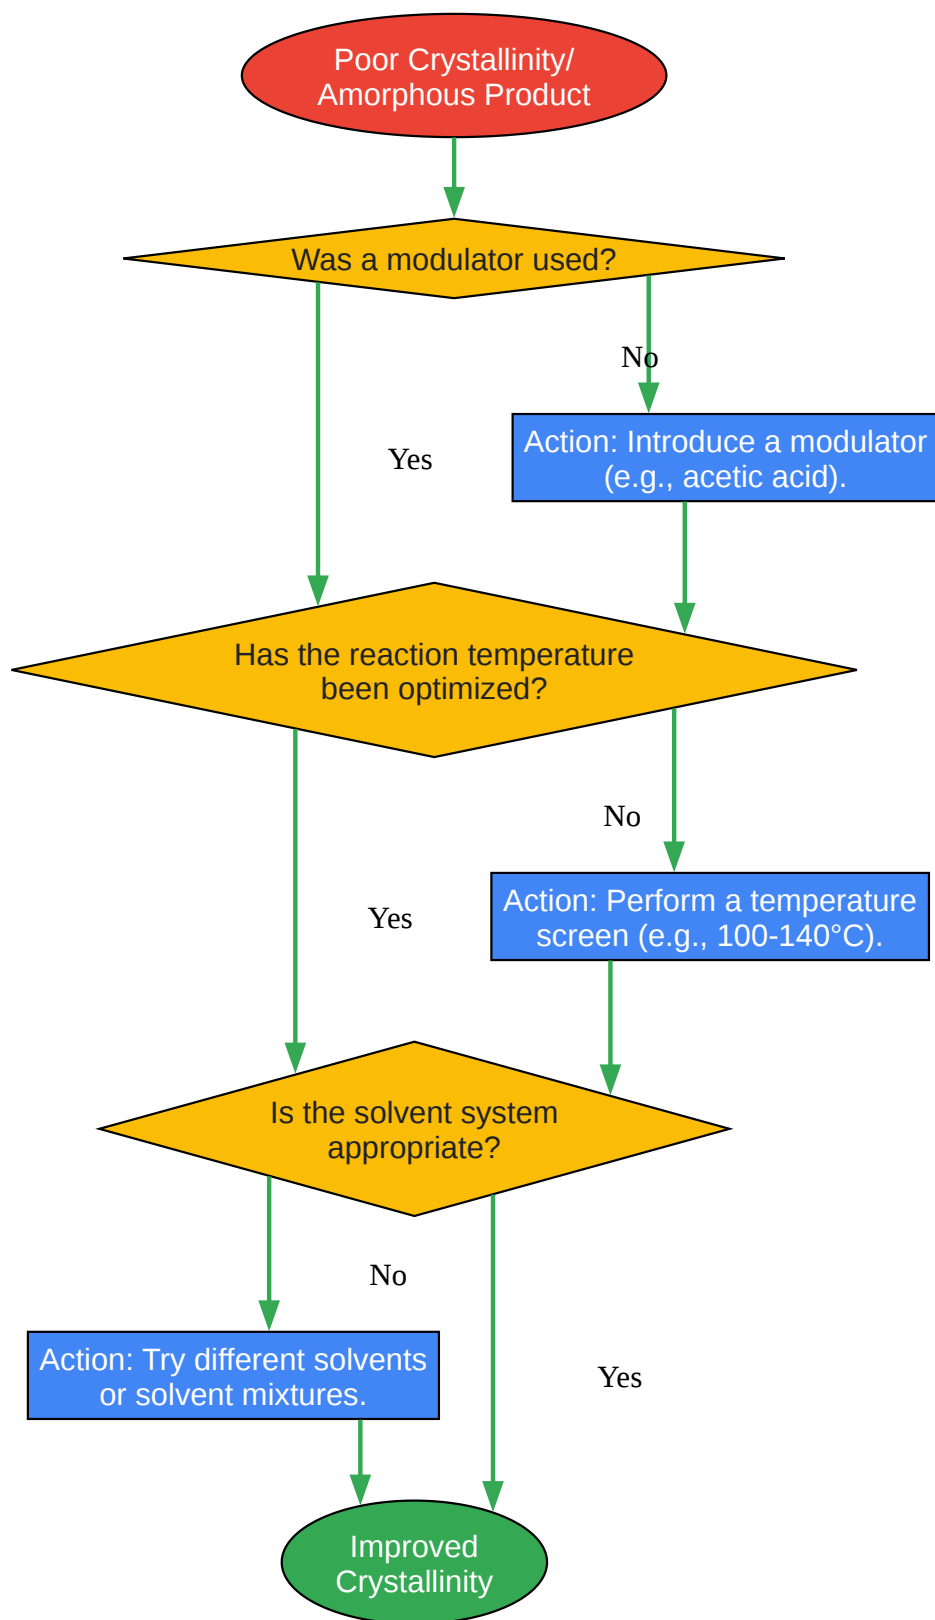 Poor Crystallinity/
Amorphous Product
Was a modulator used?
No
Action: Introduce a modulator
(e.g., acetic acid).
Yes
Has the reaction temperature
been optimized?
No
Action: Perform a temperature
screen (e.g., 100-140°C).
Yes
Is the solvent system
appropriate?
No
Action: Try different solvents
or solvent mixtures.
Yes
Improved
Crystallinity